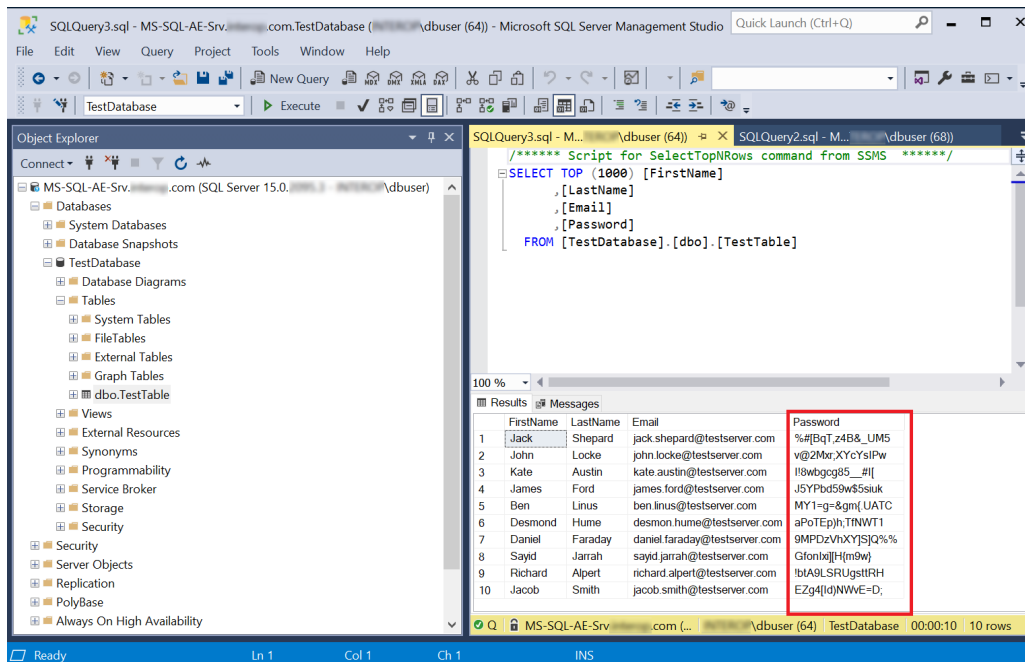 SQLQuery3.sql - MS-SQL-AE-Srv. .com.TestDatabase ( \dbuser (64)) - Microsoft SQL Server Management Studio
Quick Launch (Ctrl+Q)
File Edit View Query Project Tools Window Help
New Query MDX DMX XMLA DAX
TestDatabase Execute
Object Explorer
Connect
MS-SQL-AE-Srv. .com (SQL Server 15.0. \dbuser)
Databases
System Databases
Database Snapshots
TestDatabase
Database Diagrams
Tables
System Tables
FileTables
External Tables
Graph Tables
dbo.TestTable
Views
External Resources
Synonyms
Programmability
Service Broker
Storage
Security
Security
Server Objects
Replication
PolyBase
Always On High Availability
SQLQuery3.sql - M... \dbuser (64)) SQLQuery2.sql - M... \dbuser (68))
/****** Script for SelectTopNRows command from SSMS ******/
SELECT TOP (1000) [FirstName]
,[LastName]
,[Email]
,[Password]
FROM [TestDatabase].[dbo].[TestTable]
100 %
Results Messages
FirstName LastName Email Password
1 Jack Shepard jack.shepard@testserver.com %#[BqT,z4B&_UM5
2 John Locke john.locke@testserver.com v@2Mxr;XYcYsIPw
3 Kate Austin kate.austin@testserver.com I!8wbgcg85__#I[
4 James Ford james.ford@testserver.com J5YPbd59w$5siuk
5 Ben Linus ben.linus@testserver.com MY1=g=&gm{.UATC
6 Desmond Hume desmon.hume@testserver.com aPoTEp)h;TfNWT1
7 Daniel Faraday daniel.faraday@testserver.com 9MPDzVhXY]S]Q%%
8 Sayid Jarrah sayid.jarrah@testserver.com GfonIxi][H{m9w}
9 Richard Alpert richard.alpert@testserver.com !btA9LSRUgsttRH
10 Jacob Smith jacob.smith@testserver.com EZg4[Id)NWvE=D;
Q MS-SQL-AE-Srv .com (... \dbuser (64) TestDatabase 00:00:10 10 rows
Ready Ln 1 Col 1 Ch 1 INS